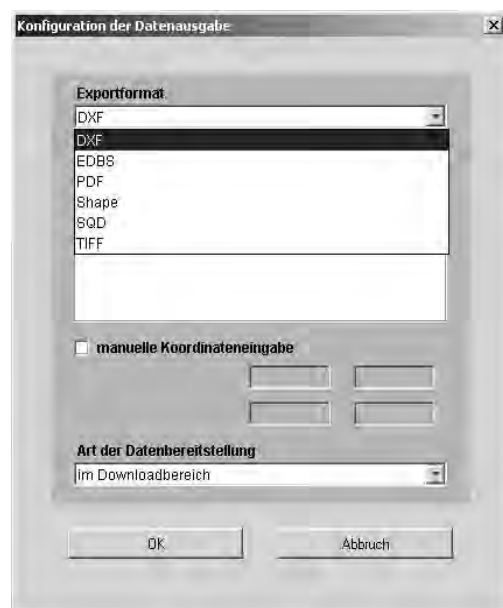 Konfiguration der Datenausgabe
Exportformat
DXF
DXF
EDBS
PDF
Shape
SQD
TIFF
manuelle Koordinateneingabe
Art der Datenbereitstellung
im Downloadbereich
OK
Abbruch